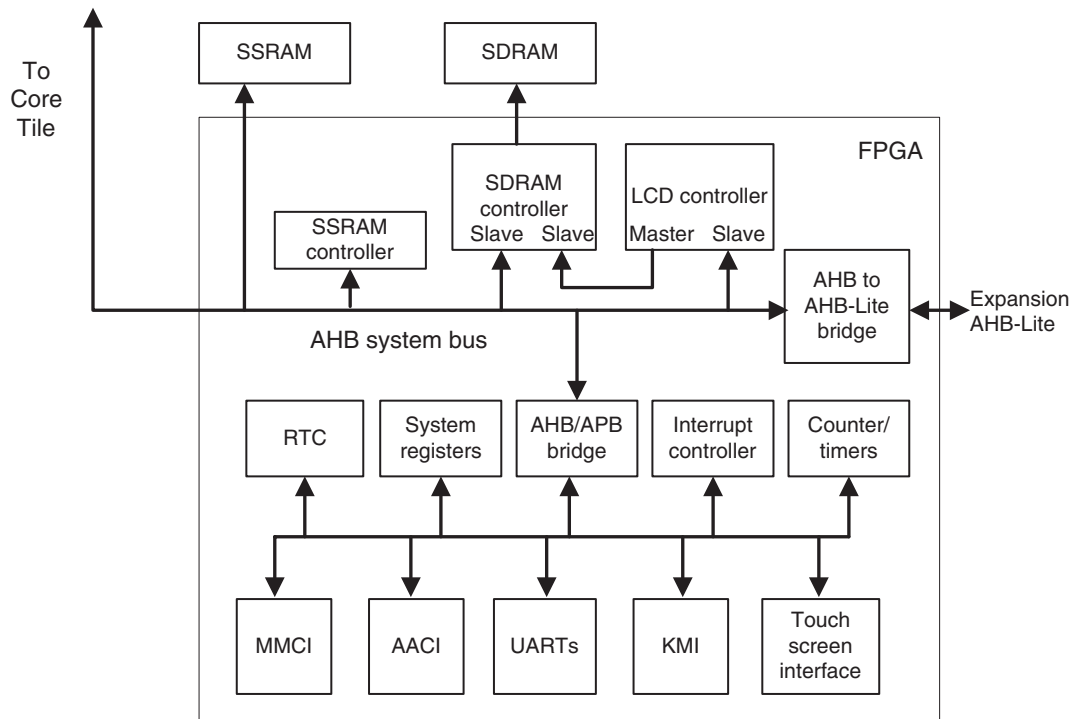 To
Core
Tile
SSRAM
SDRAM
FPGA
SDRAM
controller
Slave Slave
LCD controller
Master Slave
SSRAM
controller
AHB to
AHB-Lite
bridge
Expansion
AHB-Lite
AHB system bus
RTC
System
registers
AHB/APB
bridge
Interrupt
controller
Counter/
timers
MMCI
AACI
UARTs
KMI
Touch
screen
interface